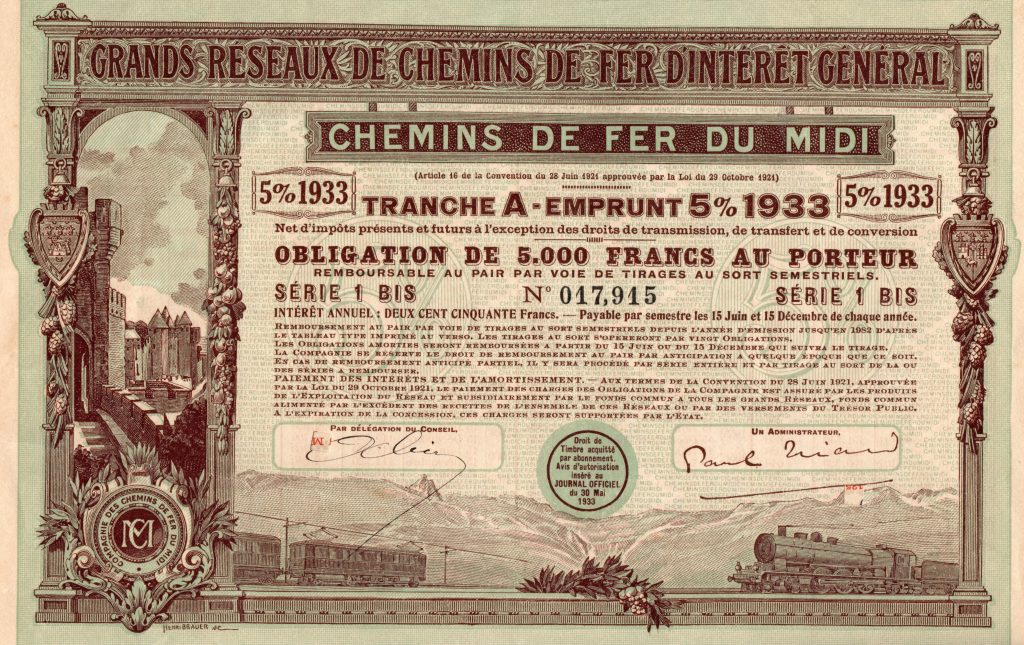 GRANDS RÉSEAUX DE CHEMINS DE FER D'INTÉRÊT GÉNÉRAL
CHEMINS DE FER DU MIDI
(Article 16 de la Convention du 28 Juin 1921 approuvée par la Loi du 29 Octobre 1921)
5% 1933
5% 1933
TRANCHE A - EMPRUNT 5% 1933
Net d'impôts présents et futurs à l'exception des droits de transmission, de transfert et de conversion
OBLIGATION DE 5.000 FRANCS AU PORTEUR
REMBOURSABLE AU PAIR PAR VOIE DE TIRAGES AU SORT SEMESTRIELS.
SÉRIE 1 BIS
No 017,915
SÉRIE 1 BIS
INTÉRÊT ANNUEL : DEUX CENT CINQUANTE Francs. — Payable par semestre les 15 Juin et 15 Décembre de chaque année.
REMBOURSEMENT AU PAIR PAR VOIE DE TIRAGES AU SORT SEMESTRIELS DEPUIS L'ANNÉE D'ÉMISSION JUSQU'EN 1982 D'APRÈS
LE TABLEAU TYPE IMPRIMÉ AU VERSO. LES TIRAGES AU SORT S'OPÉRERONT PAR VINGT OBLIGATIONS.
LES OBLIGATIONS AMORTIES SERONT REMBOURSÉES A PARTIR DU 15 JUIN OU DU 15 DÉCEMBRE QUI SUIVRA LE TIRAGE.
LA COMPAGNIE SE RÉSERVE LE DROIT DE REMBOURSEMENT AU PAIR PAR ANTICIPATION A QUELQUE ÉPOQUE QUE CE SOIT.
EN CAS DE REMBOURSEMENT ANTICIPÉ PARTIEL, IL Y SERA PROCÉDÉ PAR SÉRIE ENTIÈRE ET PAR TIRAGE AU SORT DE LA OU
DES SÉRIES A REMBOURSER.
PAIEMENT DES INTÉRÊTS ET DE L'AMORTISSEMENT. — AUX TERMES DE LA CONVENTION DU 28 JUIN 1921, APPROUVÉE
PAR LA LOI DU 29 OCTOBRE 1921, LE PAIEMENT DES CHARGES DES OBLIGATIONS DE LA COMPAGNIE EST ASSURÉ PAR LES PRODUITS
DE L'EXPLOITATION DU RÉSEAU ET SUBSIDIAIREMENT PAR LE FONDS COMMUN A TOUS LES GRANDS RÉSEAUX, FONDS COMMUN
ALIMENTÉ PAR L'EXCÉDENT DES RECETTES DE L'ENSEMBLE DE CES RÉSEAUX OU PAR DES VERSEMENTS DU TRÉSOR PUBLIC.
A L'EXPIRATION DE LA CONCESSION, CES CHARGES SERONT SUPPORTÉES PAR L'ÉTAT.
PAR DÉLÉGATION DU CONSEIL,
UN ADMINISTRATEUR,
Droit de
Timbre acquitté
par abonnement.
Avis d'autorisation
inséré au
JOURNAL OFFICIEL
du 30 Mai
1933
COMPAGNIE DES CHEMINS DE FER DU MIDI
CM
HENRI BRAUER